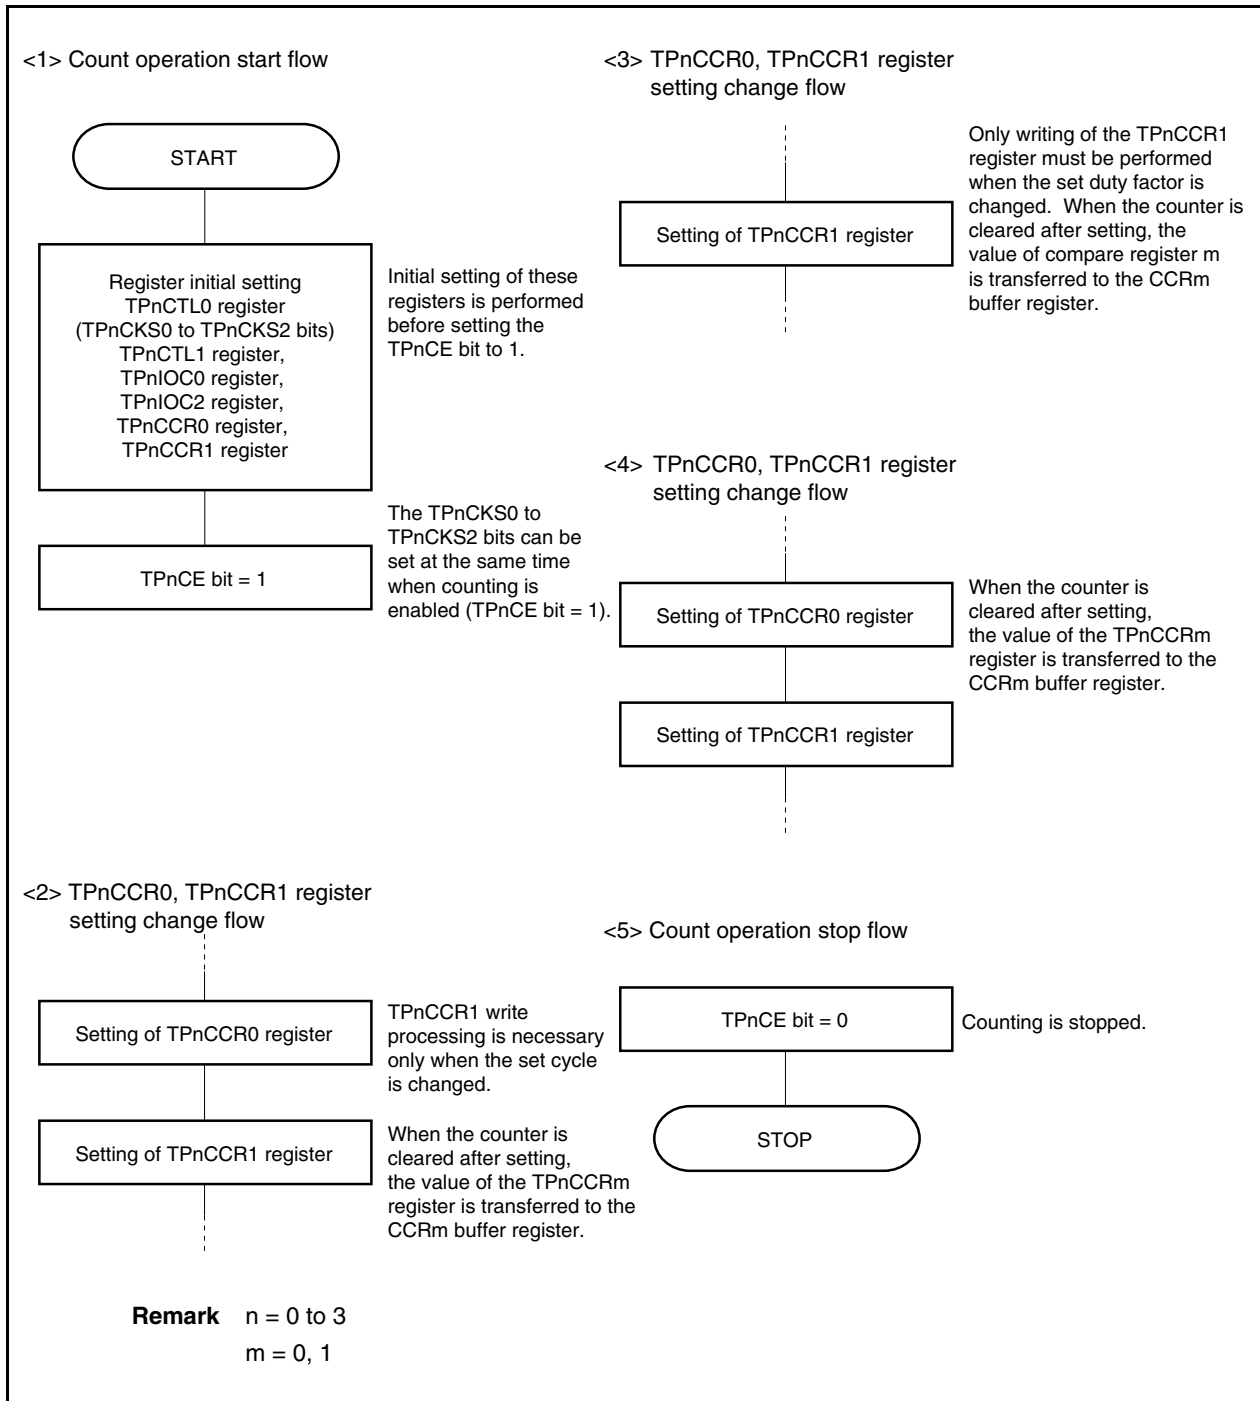 <1> Count operation start flow
START
Register initial setting
TPnCTL0 register
(TPnCKS0 to TPnCKS2 bits)
TPnCTL1 register,
TPnIOC0 register,
TPnIOC2 register,
TPnCCR0 register,
TPnCCR1 register
Initial setting of these
registers is performed
before setting the
TPnCE bit to 1.
TPnCE bit = 1
The TPnCKS0 to
TPnCKS2 bits can be
set at the same time
when counting is
enabled (TPnCE bit = 1).
<2> TPnCCR0, TPnCCR1 register
setting change flow
Setting of TPnCCR0 register
TPnCCR1 write
processing is necessary
only when the set cycle
is changed.
Setting of TPnCCR1 register
When the counter is
cleared after setting,
the value of the TPnCCRm
register is transferred to the
CCRm buffer register.
<3> TPnCCR0, TPnCCR1 register
setting change flow
Setting of TPnCCR1 register
Only writing of the TPnCCR1
register must be performed
when the set duty factor is
changed. When the counter is
cleared after setting, the
value of compare register m
is transferred to the CCRm
buffer register.
<4> TPnCCR0, TPnCCR1 register
setting change flow
Setting of TPnCCR0 register
When the counter is
cleared after setting,
the value of the TPnCCRm
register is transferred to the
CCRm buffer register.
Setting of TPnCCR1 register
<5> Count operation stop flow
TPnCE bit = 0
Counting is stopped.
STOP
Remark n = 0 to 3
m = 0, 1